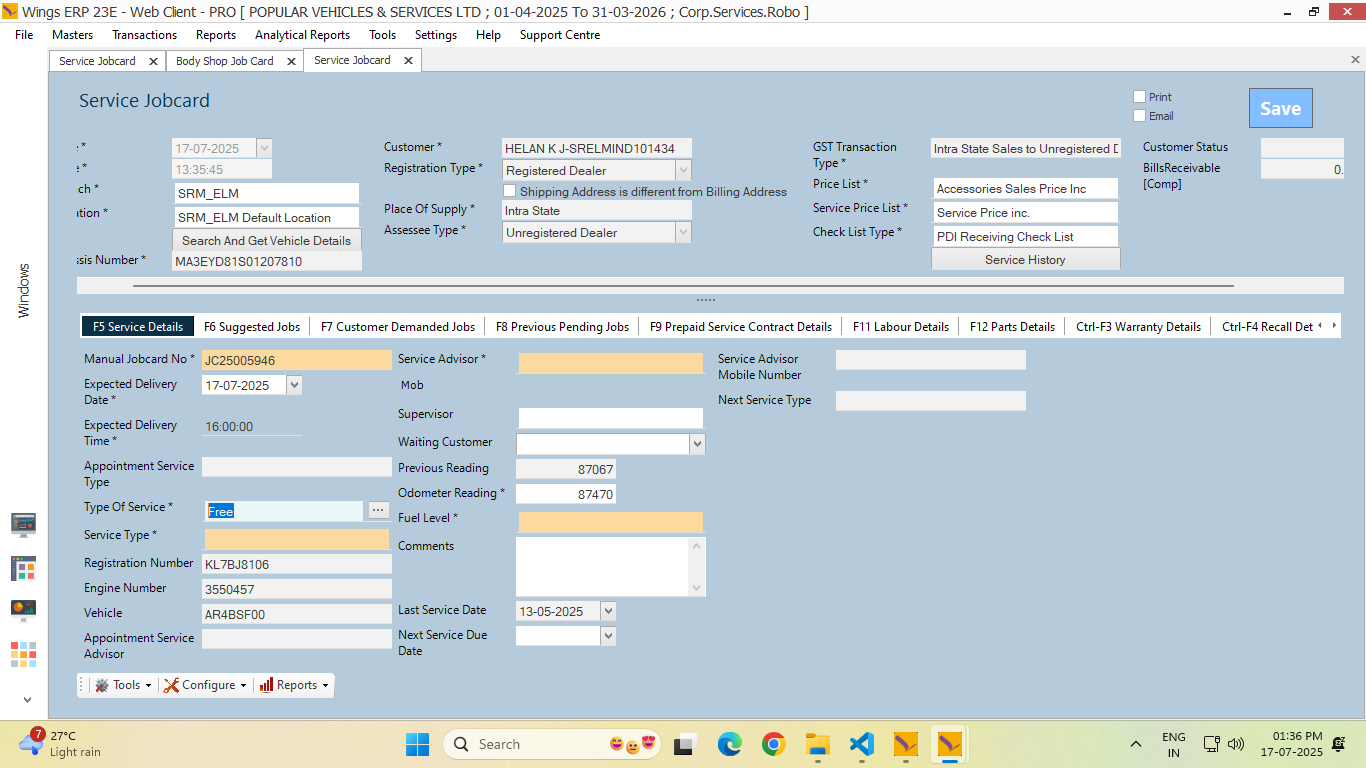 Wings ERP 23E - Web Client - PRO [ POPULAR VEHICLES & SERVICES LTD ; 01-04-2025 To 31-03-2026 ; Corp.Services.Robo ]
File Masters Transactions Reports Analytical Reports Tools Settings Help Support Centre
Service Jobcard Body Shop Job Card Service Jobcard
Windows
Service Jobcard
Print
Email
Save
* 17-07-2025
* 13:35:45
ch * SRM_ELM
tion * SRM_ELM Default Location
Search And Get Vehicle Details
sis Number * MA3EYD81S01207810
Customer * HELAN K J-SRELMIND101434
Registration Type * Registered Dealer
Shipping Address is different from Billing Address
Place Of Supply * Intra State
Assessee Type * Unregistered Dealer
GST Transaction Type * Intra State Sales to Unregistered D
Price List * Accessories Sales Price Inc
Service Price List * Service Price inc.
Check List Type * PDI Receiving Check List
Service History
Customer Status
BillsReceivable [Comp] 0.
F5 Service Details F6 Suggested Jobs F7 Customer Demanded Jobs F8 Previous Pending Jobs F9 Prepaid Service Contract Details F11 Labour Details F12 Parts Details Ctrl-F3 Warranty Details Ctrl-F4 Recall Det
Manual Jobcard No * JC25005946
Expected Delivery Date * 17-07-2025
Expected Delivery Time * 16:00:00
Appointment Service Type
Type Of Service * Free ...
Service Type *
Registration Number KL7BJ8106
Engine Number 3550457
Vehicle AR4BSF00
Appointment Service Advisor
Service Advisor *
Mob
Supervisor
Waiting Customer
Previous Reading 87067
Odometer Reading * 87470
Fuel Level *
Comments
Last Service Date 13-05-2025
Next Service Due Date
Service Advisor Mobile Number
Next Service Type
Tools Configure Reports
7
27°C
Light rain
Search
ENG
IN
01:36 PM
17-07-2025